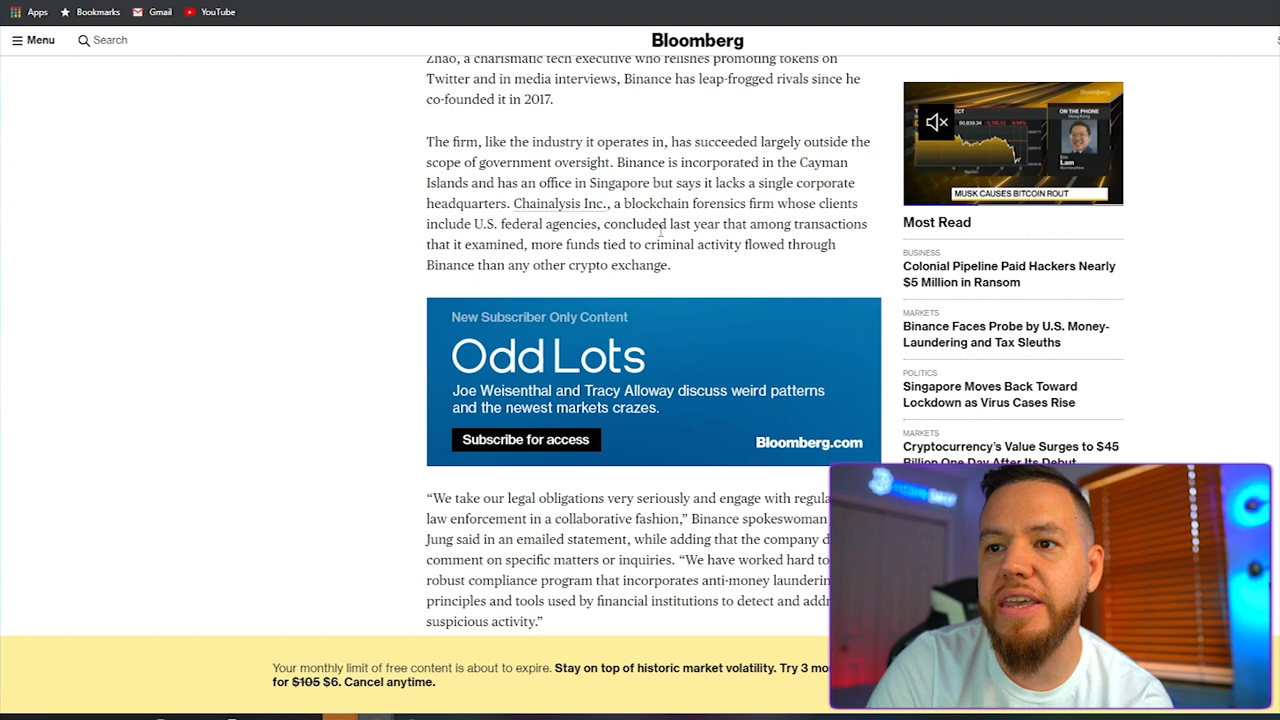 Apps
Bookmarks
Gmail
YouTube
Menu
Search
Bloomberg
Zhao, a charismatic tech executive who relishes promoting tokens on
Twitter and in media interviews, Binance has leap-frogged rivals since he
co-founded it in 2017.
The firm, like the industry it operates in, has succeeded largely outside the
scope of government oversight. Binance is incorporated in the Cayman
Islands and has an office in Singapore but says it lacks a single corporate
headquarters. Chainalysis Inc., a blockchain forensics firm whose clients
include U.S. federal agencies, concluded last year that among transactions
that it examined, more funds tied to criminal activity flowed through
Binance than any other crypto exchange.
New Subscriber Only Content
Odd Lots
Joe Weisenthal and Tracy Alloway discuss weird patterns
and the newest markets crazes.
Subscribe for access
Bloomberg.com
“We take our legal obligations very seriously and engage with
law enforcement in a collaborative fashion,” Binance spokeswoman
Jung said in an emailed statement, while adding that the company
comment on specific matters or inquiries. “We have worked hard to
robust compliance program that incorporates anti-money
principles and tools used by financial institutions to detect and
suspicious activity.”
Bloomberg
ON THE PHONE
Lam
MUSK CAUSES BITCOIN ROUT
Most Read
BUSINESS
Colonial Pipeline Paid Hackers Nearly
$5 Million in Ransom
MARKETS
Binance Faces Probe by U.S. Money-
Laundering and Tax Sleuths
POLITICS
Singapore Moves Back Toward
Lockdown as Virus Cases Rise
MARKETS
Cryptocurrency’s Value Surges to $45
Billion One Day After Its Debut
Your monthly limit of free content is about to expire. Stay on top of historic market volatility. Try 3
for $105 $6. Cancel anytime.